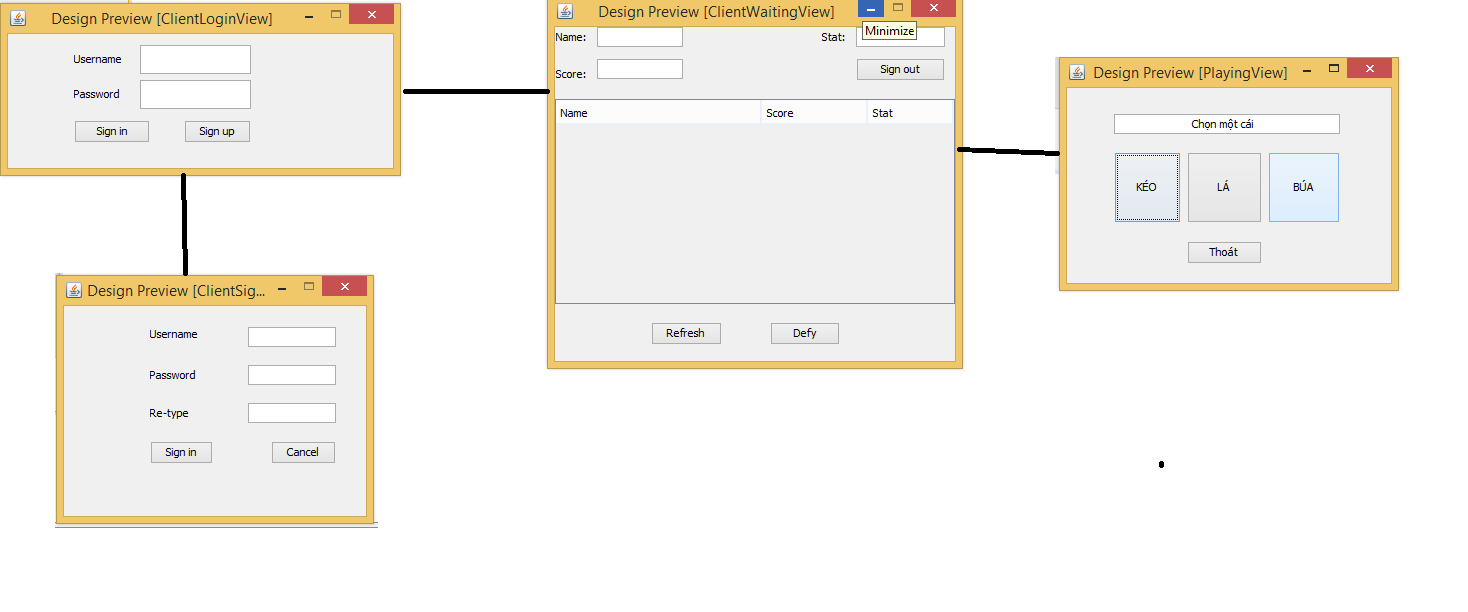 Design Preview [ClientLoginView]
Username
Password
Sign in Sign up
Design Preview [ClientSig...
Username
Password
Re-type
Sign in Cancel
Design Preview [ClientWaitingView]
Minimize
Name: Stat:
Score: Sign out
Name Score Stat
Refresh Defy
Design Preview [PlayingView]
Chọn một cái
KÉO LÁ BÚA
Thoát